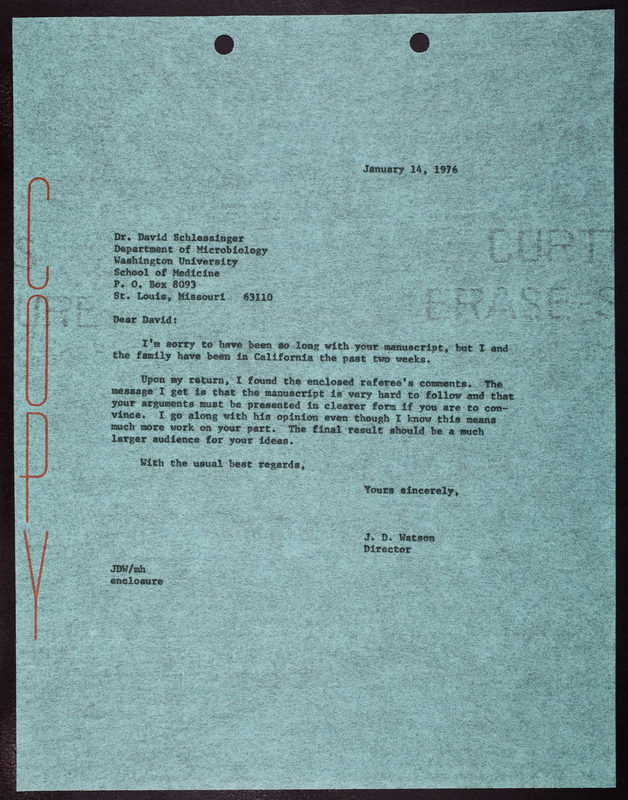 January 14, 1976
Dr. David Schlessinger
Department of Microbiology
Washington University
School of Medicine
P. O. Box 8093
St. Louis, Missouri 63110
Dear David:
I'm sorry to have been so long with your manuscript, but I and
the family have been in California the past two weeks.
Upon my return, I found the enclosed referee's comments. The
message I get is that the manuscript is very hard to follow and that
your arguments must be presented in clearer form if you are to con-
vince. I go along with his opinion even though I know this means
much more work on your part. The final result should be a much
larger audience for your ideas.
With the usual best regards,
Yours sincerely,
J. D. Watson
Director
JDW/mh
enclosure
COPY